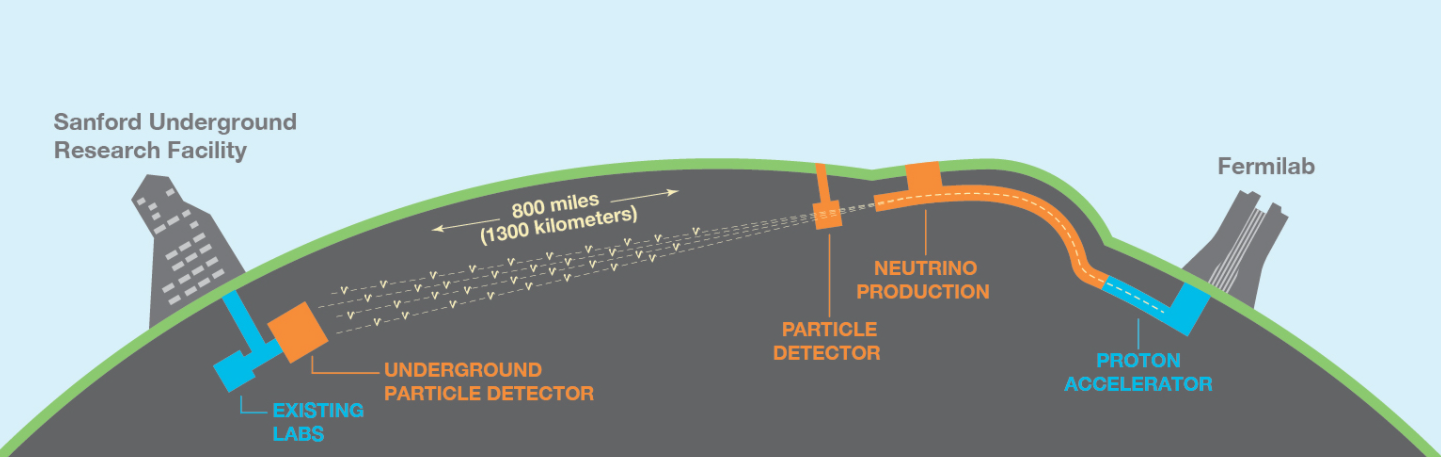 Sanford Underground
Research Facility
Fermilab
800 miles
(1300 kilometers)
NEUTRINO
PRODUCTION
PARTICLE
DETECTOR
PROTON
ACCELERATOR
UNDERGROUND
PARTICLE DETECTOR
EXISTING
LABS